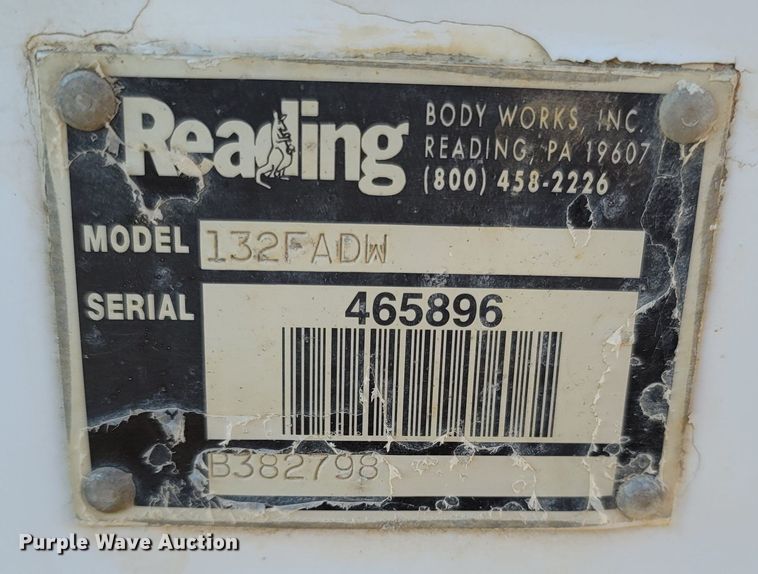 Reading
BODY WORKS, INC.
READING, PA 19607
(800) 458-2226
MODEL 132FADW
SERIAL 465896
B382798
Purple Wave Auction